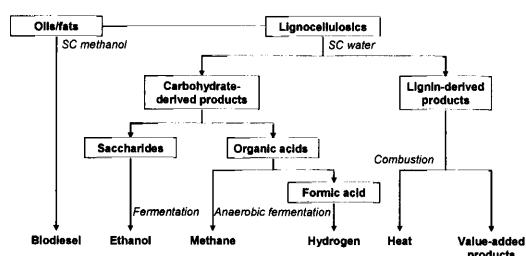 Oils/fats
Lignocellulosics
SC methanol
SC water
Carbohydrate-
derived products
Lignin-derived
products
Saccharides
Organic acids
Combustion
Formic acid
Fermentation
Anaerobic fermentation
Biodiesel
Ethanol
Methane
Hydrogen
Heat
Value-added
products